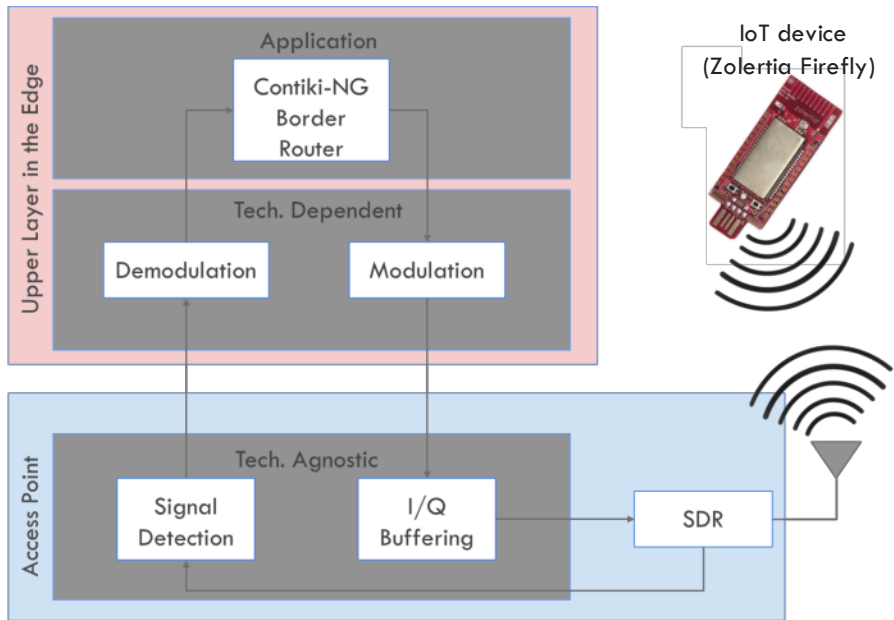 Application
Contiki-NG
Border
Router
Upper Layer in the Edge
Tech. Dependent
Demodulation
Modulation
IoT device
(Zolertia Firefly)
Access Point
Tech. Agnostic
Signal
Detection
I/Q
Buffering
SDR